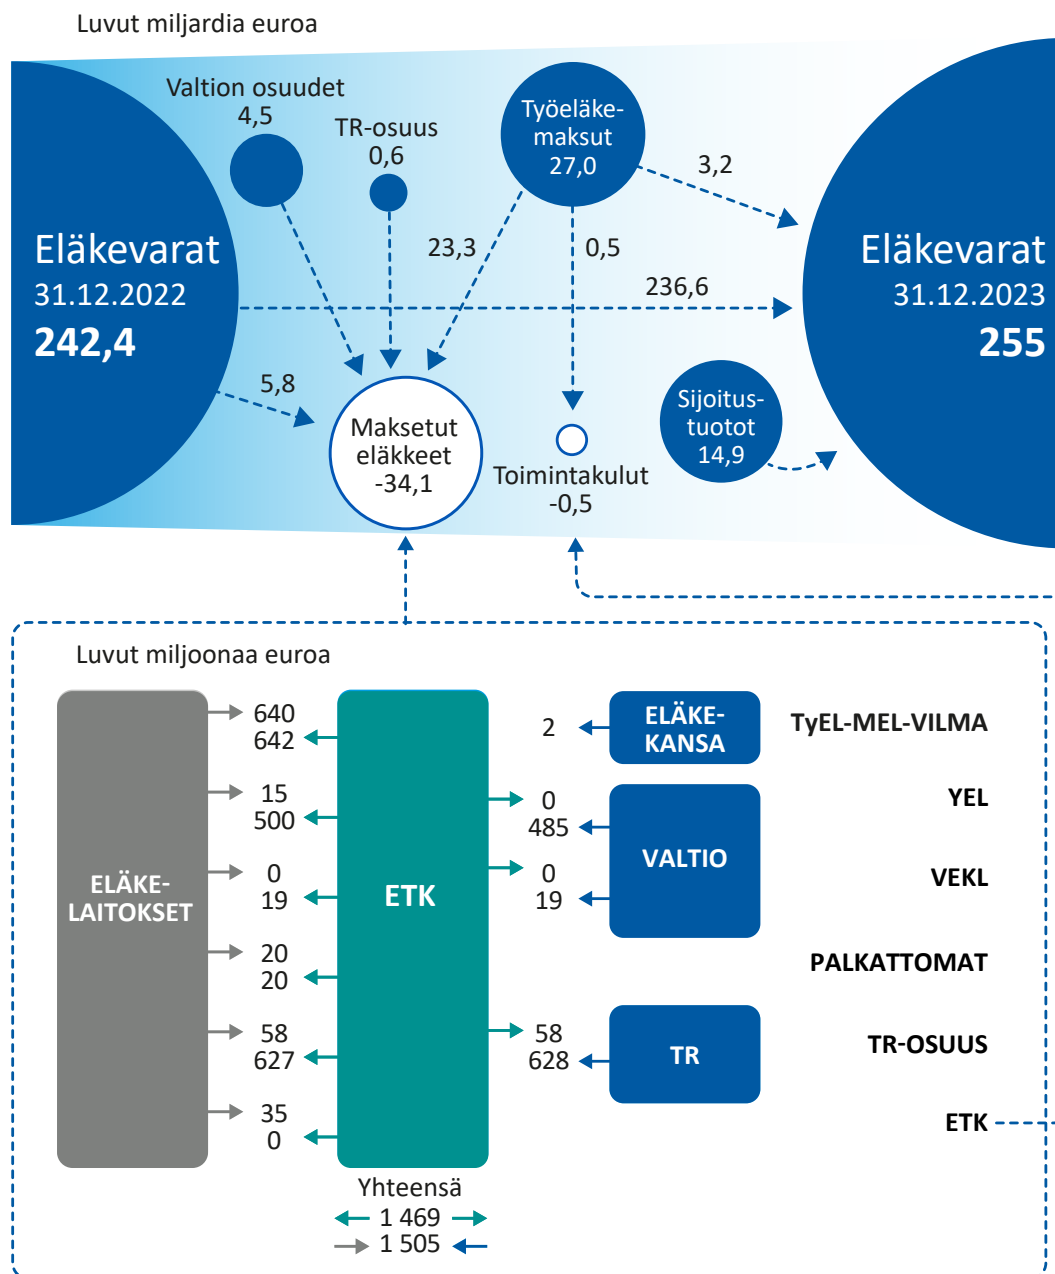 Luvut miljardia euroa
Valtion osuudet
4,5
TR-osuus
0,6
Työeläke-
maksut
27,0
3,2
Eläkevarat
31.12.2022
242,4
23,3
0,5
236,6
Eläkevarat
31.12.2023
255
5,8
Maksetut
eläkkeet
-34,1
Toimintakulut
-0,5
Sijoitus-
tuotot
14,9
Luvut miljoonaa euroa
ELÄKE-
LAITOKSET
640
642
15
500
0
19
20
20
58
627
35
0
ETK
2
0
485
0
19
58
628
ELÄKE-
KANSA
VALTIO
TR
TyEL-MEL-VILMA
YEL
VEKL
PALKATTOMAT
TR-OSUUS
ETK
Yhteensä
1 469
1 505